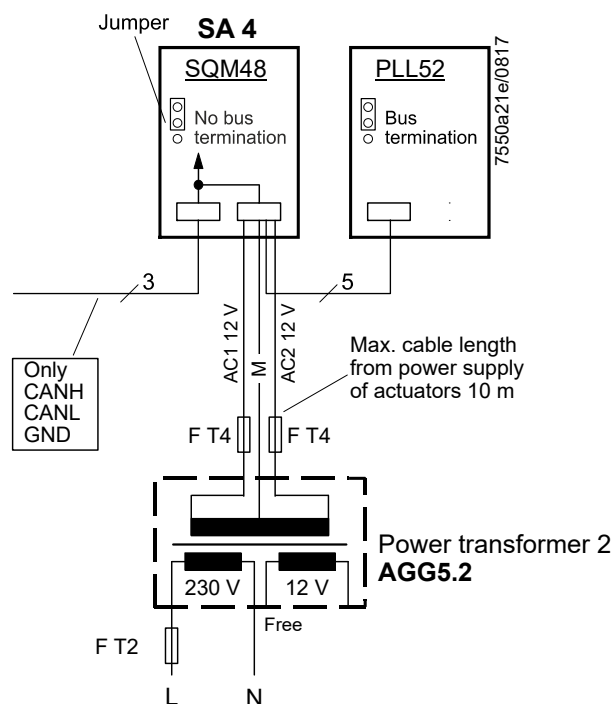 Jumper
SA 4
SQM48
No bus
termination
PLL52
Bus
termination
7550a21e/0817
3
5
Only
CANH
CANL
GND
AC1 12 V
M
AC2 12 V
Max. cable length
from power supply
of actuators 10 m
F T4
F T4
Power transformer 2
AGG5.2
230 V
12 V
Free
F T2
L
N